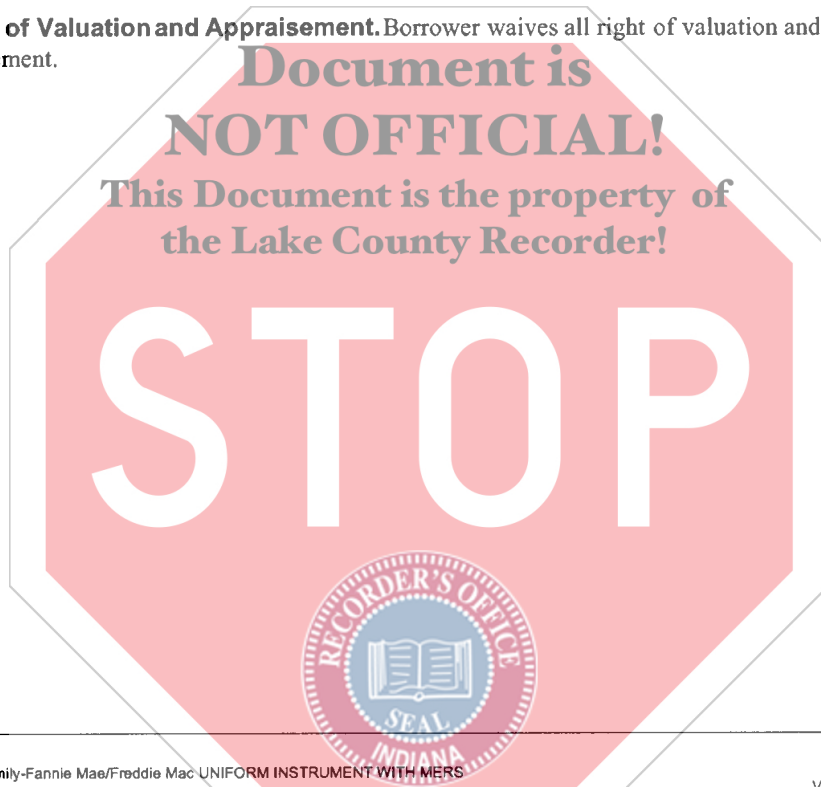 of Valuation and Appraisement. Borrower waives all right of valuation and
ment.
Document is
NOT OFFICIAL!
This Document is the property of
the Lake County Recorder!
STOP
RECORDER'S OFFICE
SEAL
INDIANA
mily-Fannie Mae/Freddie Mac UNIFORM INSTRUMENT WITH MERS
V